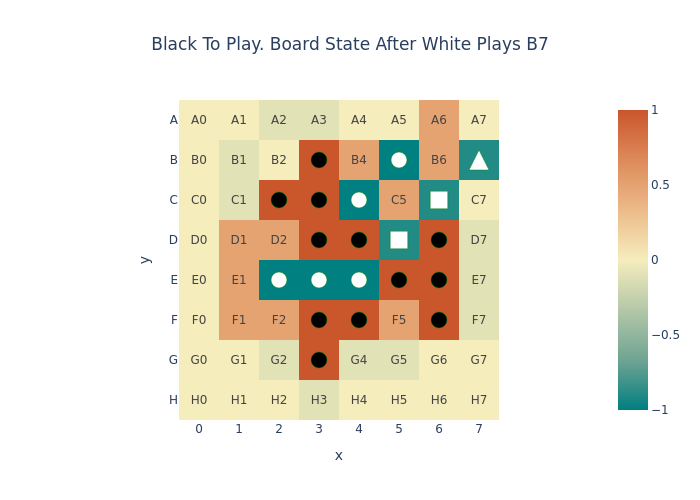 Black To Play. Board State After White Plays B7
A A0 A1 A2 A3 A4 A5 A6 A7
B B0 B1 B2 B4 B6
C C0 C1 C5 C7
D D0 D1 D2 D7
E E0 E1 E7
F F0 F1 F2 F5 F7
G G0 G1 G2 G4 G5 G6 G7
H H0 H1 H2 H3 H4 H5 H6 H7
0 1 2 3 4 5 6 7
x
y
1
0.5
0
−0.5
−1